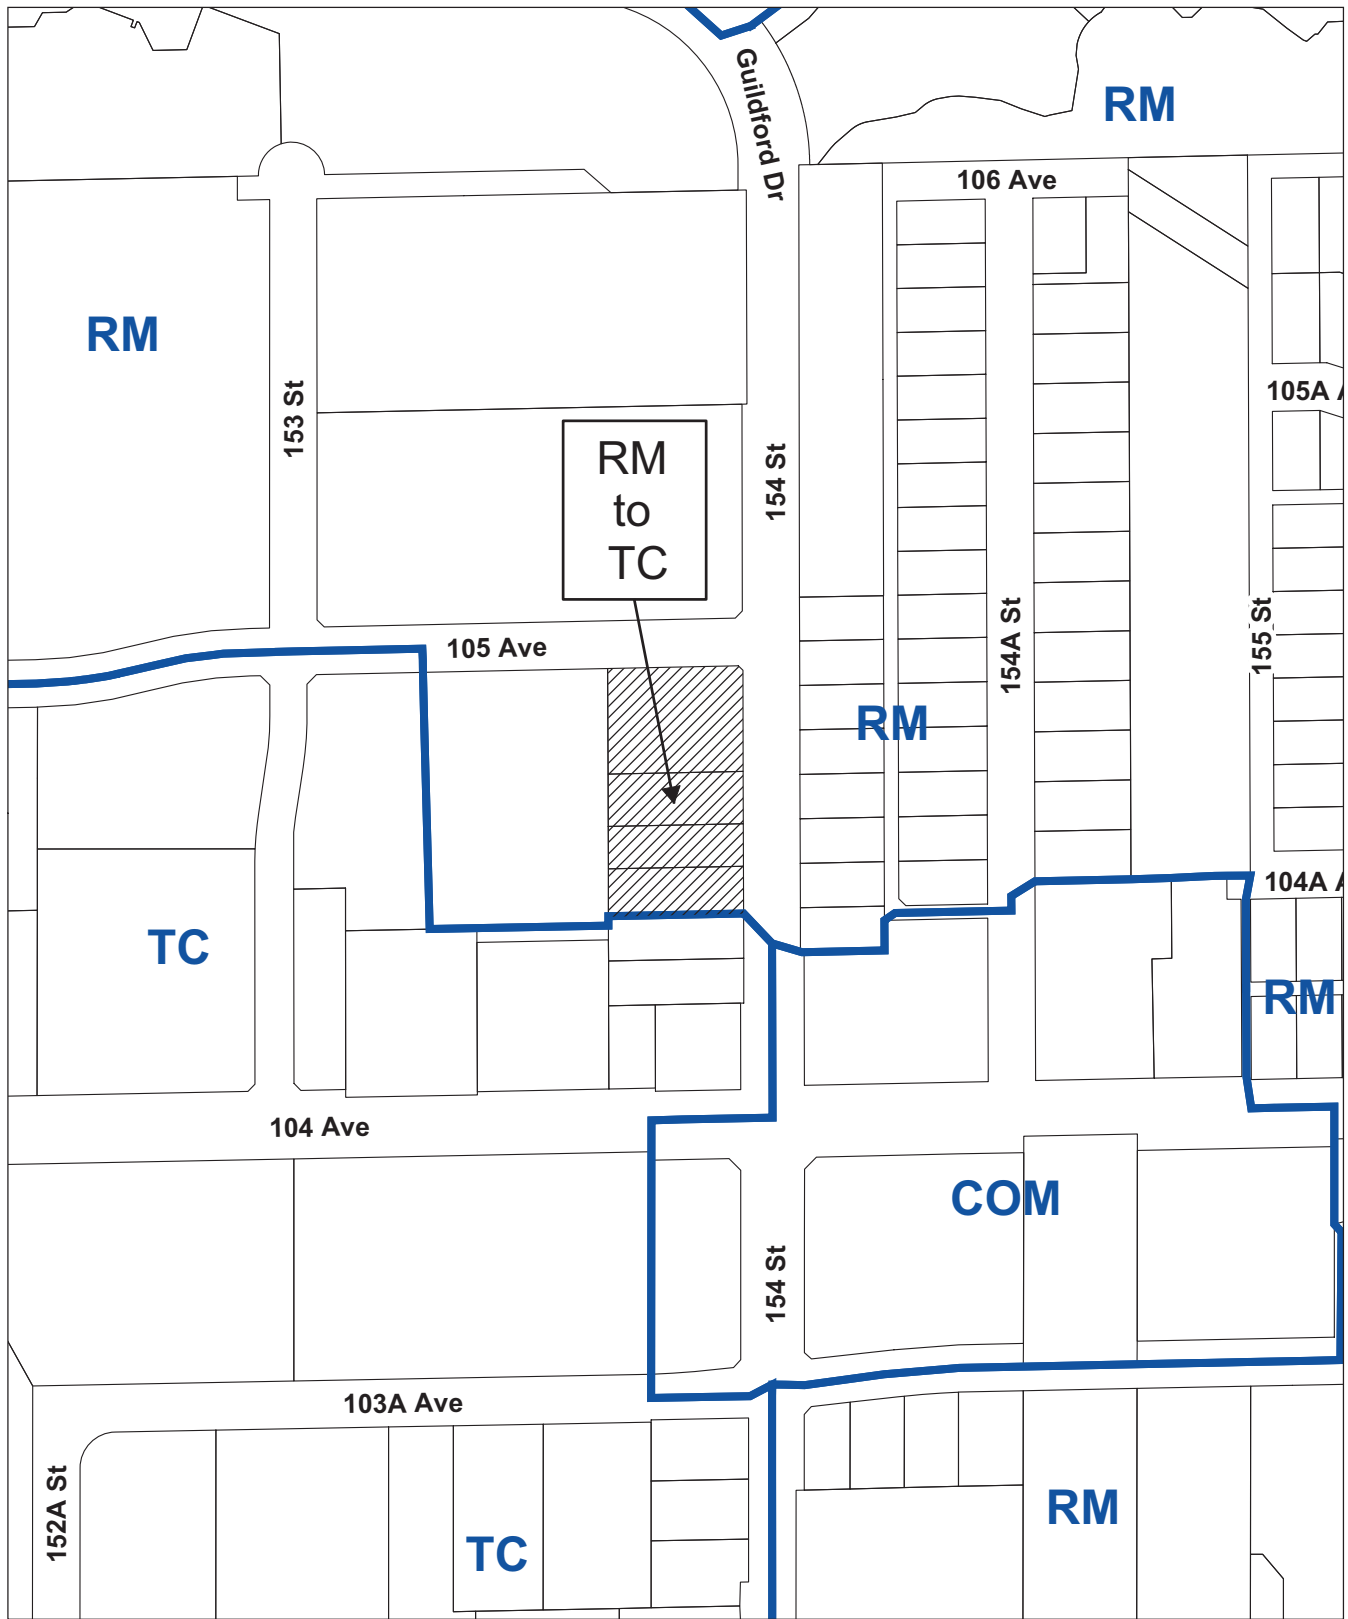 Guildford Dr
RM
106 Ave
RM
153 St
105A A
RM
to
TC
154 St
154A St
155 St
105 Ave
RM
104A A
TC
RM
104 Ave
COM
154 St
103A Ave
152A St
TC
RM